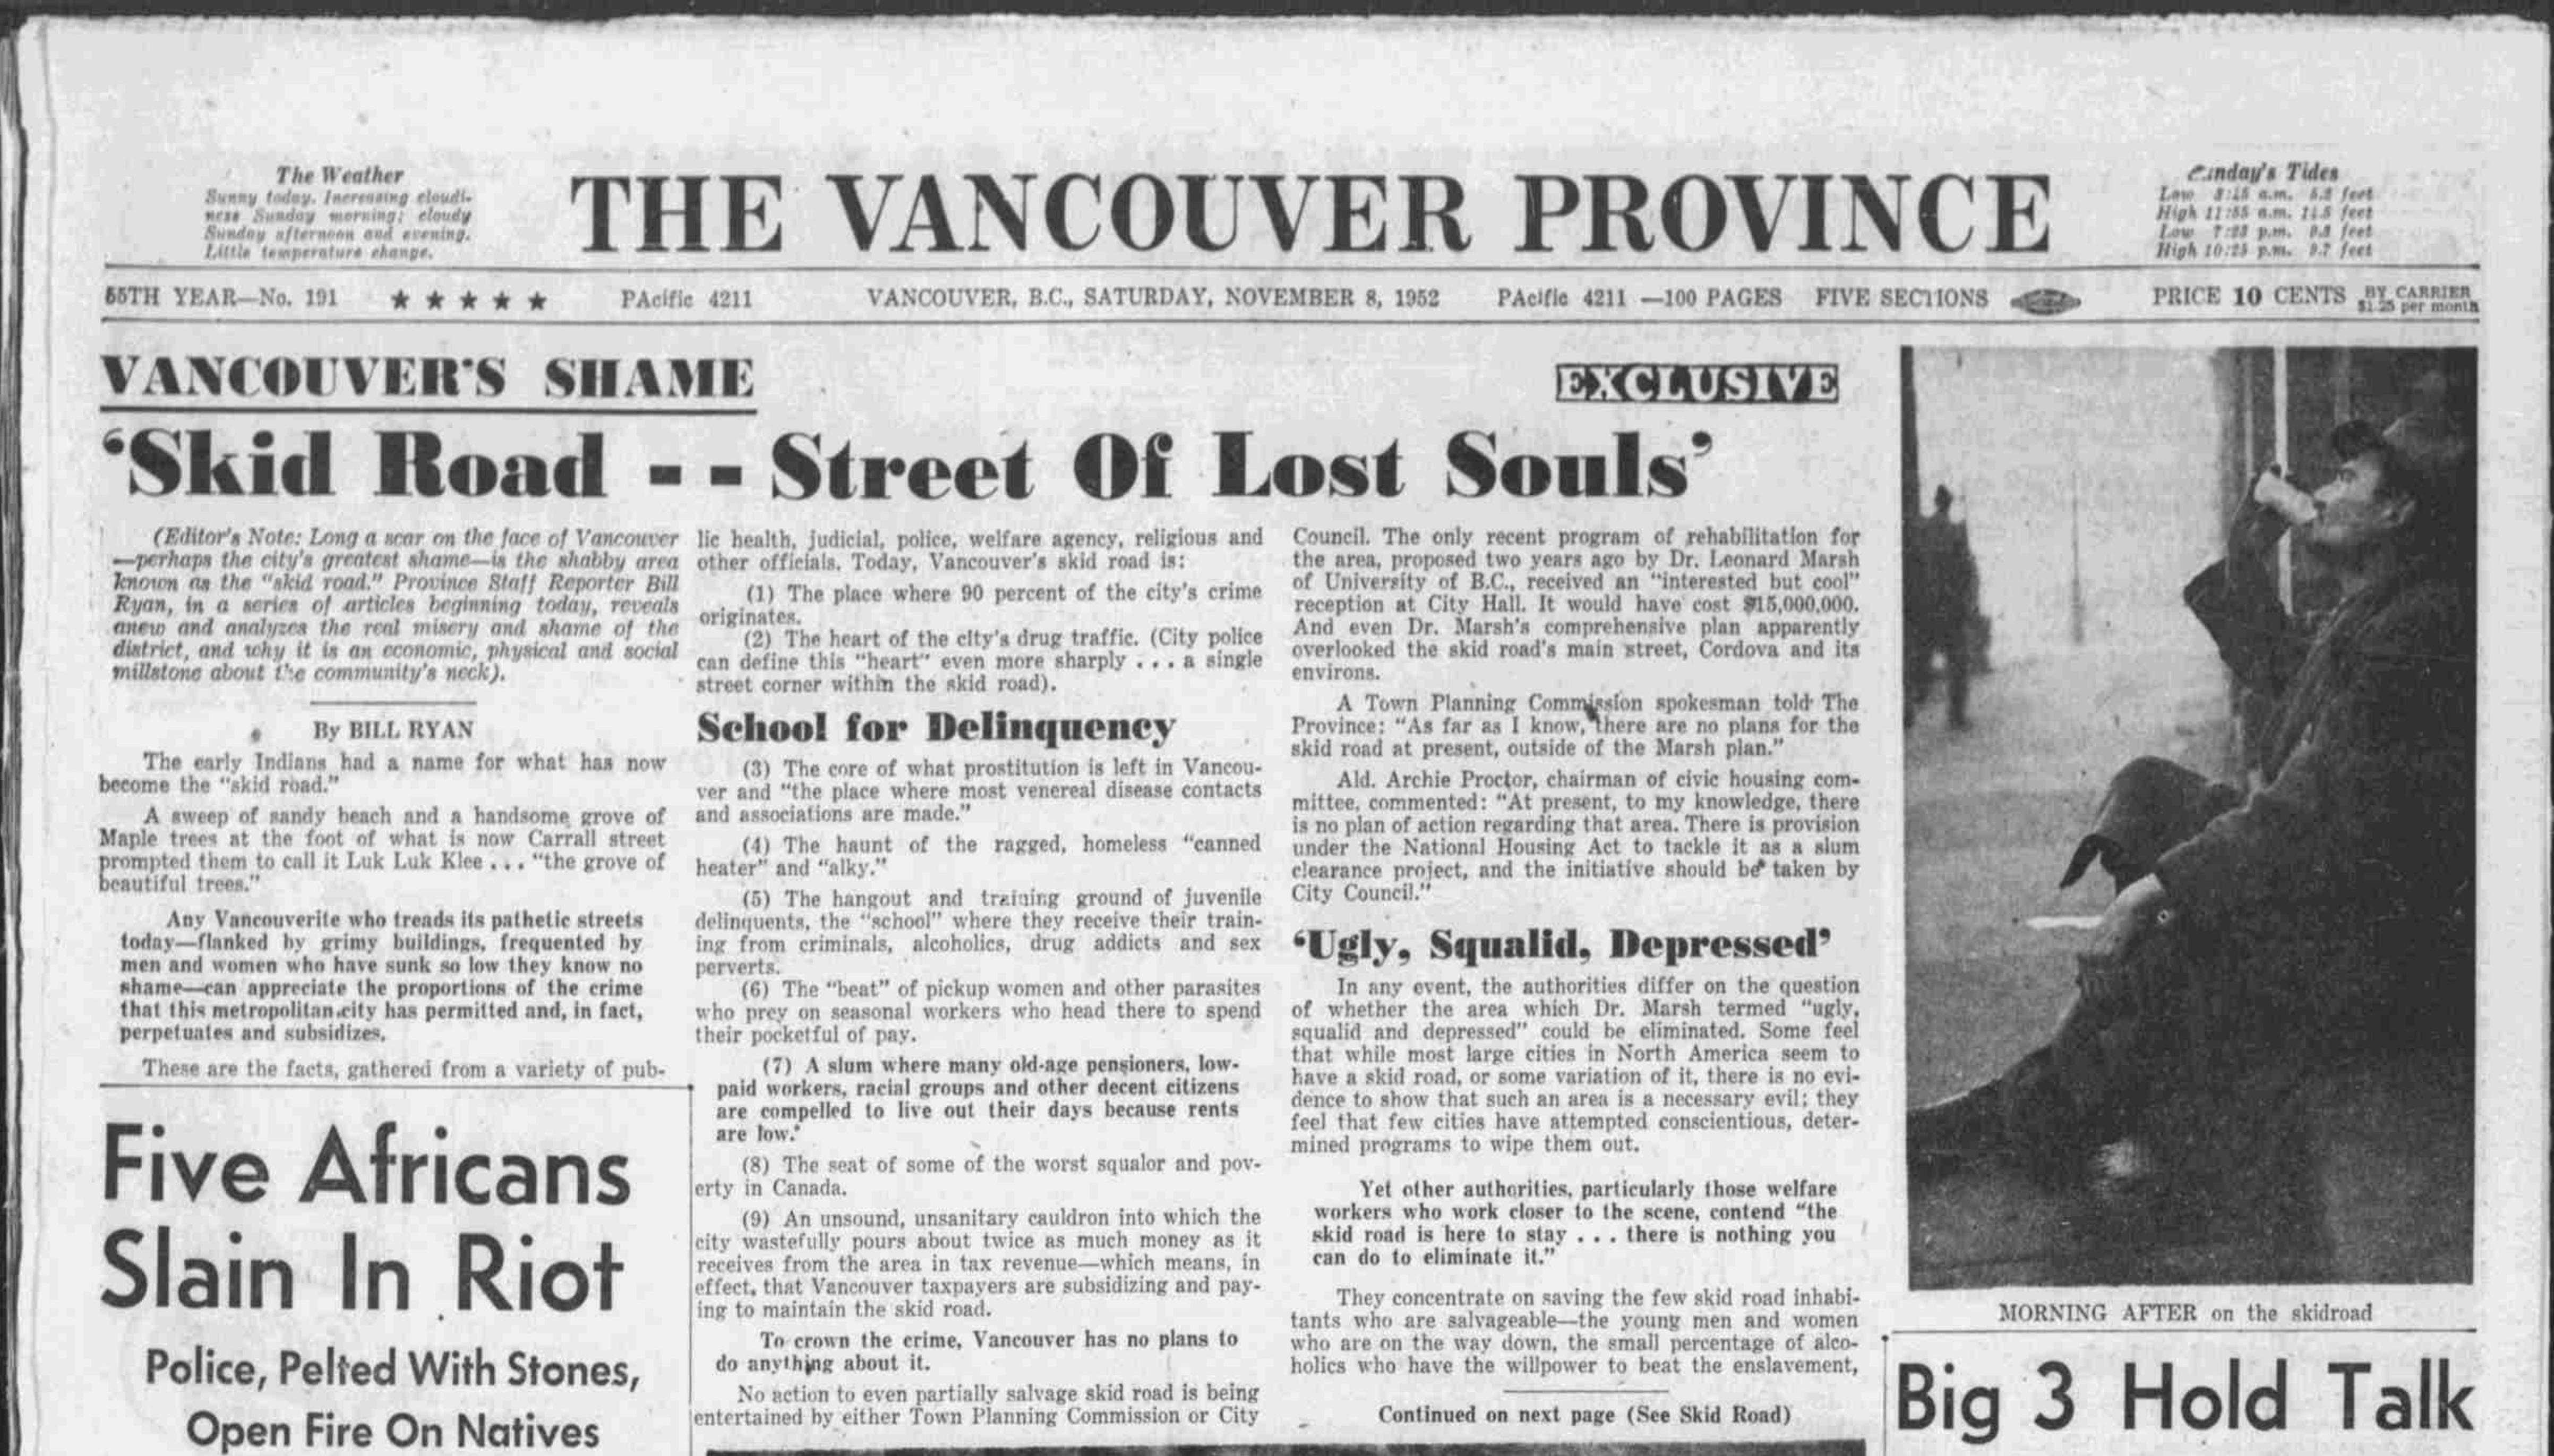 The Weather
Sunny today. Increasing cloudi-
ness Sunday morning; cloudy
Sunday afternoon and evening.
Little temperature change.
THE VANCOUVER PROVINCE
Sunday's Tides
Low a.m. feet
High 11:55 a.m. feet
Low p.m. feet
High 10:25 p.m. 9.7 feet
55TH YEAR—No. 191 ★ ★ ★ ★ ★ PAcific 4211 VANCOUVER, B.C., SATURDAY, NOVEMBER 8, 1952 PAcific 4211 —100 PAGES FIVE SECTIONS PRICE 10 CENTS BY CARRIER
$1.25 per month
VANCOUVER'S SHAME
EXCLUSIVE
'Skid Road - - Street Of Lost Souls'
(Editor's Note: Long a scar on the face of Vancouver
—perhaps the city's greatest shame—is the shabby area
known as the "skid road." Province Staff Reporter Bill
Ryan, in a series of articles beginning today, reveals
anew and analyzes the real misery and shame of the
district, and why it is an economic, physical and social
millstone about the community's neck).
By BILL RYAN
The early Indians had a name for what has now
become the "skid road."
A sweep of sandy beach and a handsome grove of
Maple trees at the foot of what is now Carrall street
prompted them to call it Luk Luk Klee . . . "the grove of
beautiful trees."
Any Vancouverite who treads its pathetic streets
today—flanked by grimy buildings, frequented by
men and women who have sunk so low they know no
shame—can appreciate the proportions of the crime
that this metropolitan city has permitted and, in fact,
perpetuates and subsidizes.
These are the facts, gathered from a variety of pub-
lic health, judicial, police, welfare agency, religious and
other officials. Today, Vancouver's skid road is:
(1) The place where 90 percent of the city's crime
originates.
(2) The heart of the city's drug traffic. (City police
can define this "heart" even more sharply . . . a single
street corner within the skid road).
School for Delinquency
(3) The core of what prostitution is left in Vancou-
ver and "the place where most venereal disease contacts
and associations are made."
(4) The haunt of the ragged, homeless "canned
heater" and "alky."
(5) The hangout and training ground of juvenile
delinquents, the "school" where they receive their train-
ing from criminals, alcoholics, drug addicts and sex
perverts.
(6) The "beat" of pickup women and other parasites
who prey on seasonal workers who head there to spend
their pocketful of pay.
(7) A slum where many old-age pensioners, low-
paid workers, racial groups and other decent citizens
are compelled to live out their days because rents
are low.
(8) The seat of some of the worst squalor and pov-
erty in Canada.
(9) An unsound, unsanitary cauldron into which the
city wastefully pours about twice as much money as it
receives from the area in tax revenue—which means, in
effect, that Vancouver taxpayers are subsidizing and pay-
ing to maintain the skid road.
To crown the crime, Vancouver has no plans to
do anything about it.
No action to even partially salvage skid road is being
entertained by either Town Planning Commission or City
Council. The only recent program of rehabilitation for
the area, proposed two years ago by Dr. Leonard Marsh
of University of B.C., received an "interested but cool"
reception at City Hall. It would have cost $15,000,000.
And even Dr. Marsh's comprehensive plan apparently
overlooked the skid road's main street, Cordova and its
environs.
A Town Planning Commission spokesman told The
Province: "As far as I know, there are no plans for the
skid road at present, outside of the Marsh plan."
Ald. Archie Proctor, chairman of civic housing com-
mittee, commented: "At present, to my knowledge, there
is no plan of action regarding that area. There is provision
under the National Housing Act to tackle it as a slum
clearance project, and the initiative should be taken by
City Council."
'Ugly, Squalid, Depressed'
In any event, the authorities differ on the question
of whether the area which Dr. Marsh termed "ugly,
squalid and depressed" could be eliminated. Some feel
that while most large cities in North America seem to
have a skid road, or some variation of it, there is no evi-
dence to show that such an area is a necessary evil; they
feel that few cities have attempted conscientious, deter-
mined programs to wipe them out.
Yet other authorities, particularly those welfare
workers who work closer to the scene, contend "the
skid road is here to stay . . . there is nothing you
can do to eliminate it."
They concentrate on saving the few skid road inhabi-
tants who are salvageable—the young men and women
who are on the way down, the small percentage of alco-
holics who have the willpower to beat the enslavement,
Continued on next page (See Skid Road)
MORNING AFTER on the skidroad
Five Africans
Slain In Riot
Police, Pelted With Stones,
Open Fire On Natives
Big 3 Hold Talk